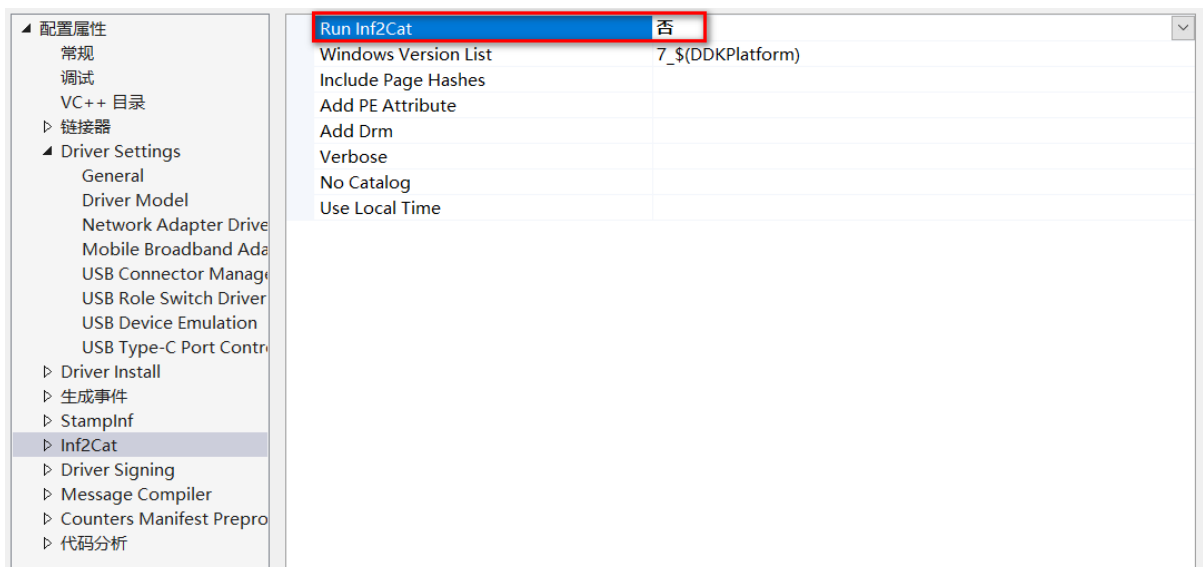 配置属性
常规
调试
VC++ 目录
链接器
Driver Settings
General
Driver Model
Network Adapter Drive
Mobile Broadband Ada
USB Connector Manage
USB Role Switch Driver
USB Device Emulation
USB Type-C Port Contr
Driver Install
生成事件
StampInf
Inf2Cat
Driver Signing
Message Compiler
Counters Manifest Prepro
代码分析
Run Inf2Cat 否
Windows Version List 7_$(DDKPlatform)
Include Page Hashes
Add PE Attribute
Add Drm
Verbose
No Catalog
Use Local Time